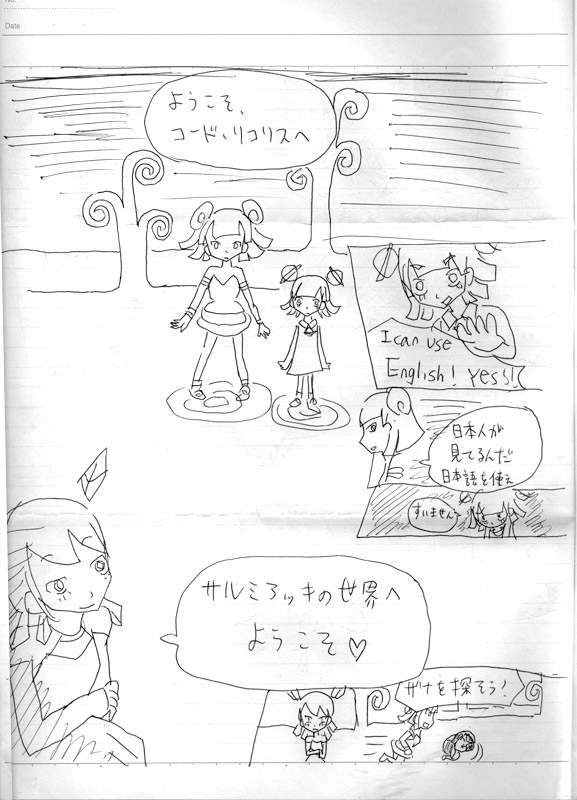 No.
Date
ようこそ、
コード・リコリスへ
I can use
English! Yes!!
日本人が
見てるんだ
日本語を使え
すいません
サルミアッキの世界へ
ようこそ♡
ザナを探そう!